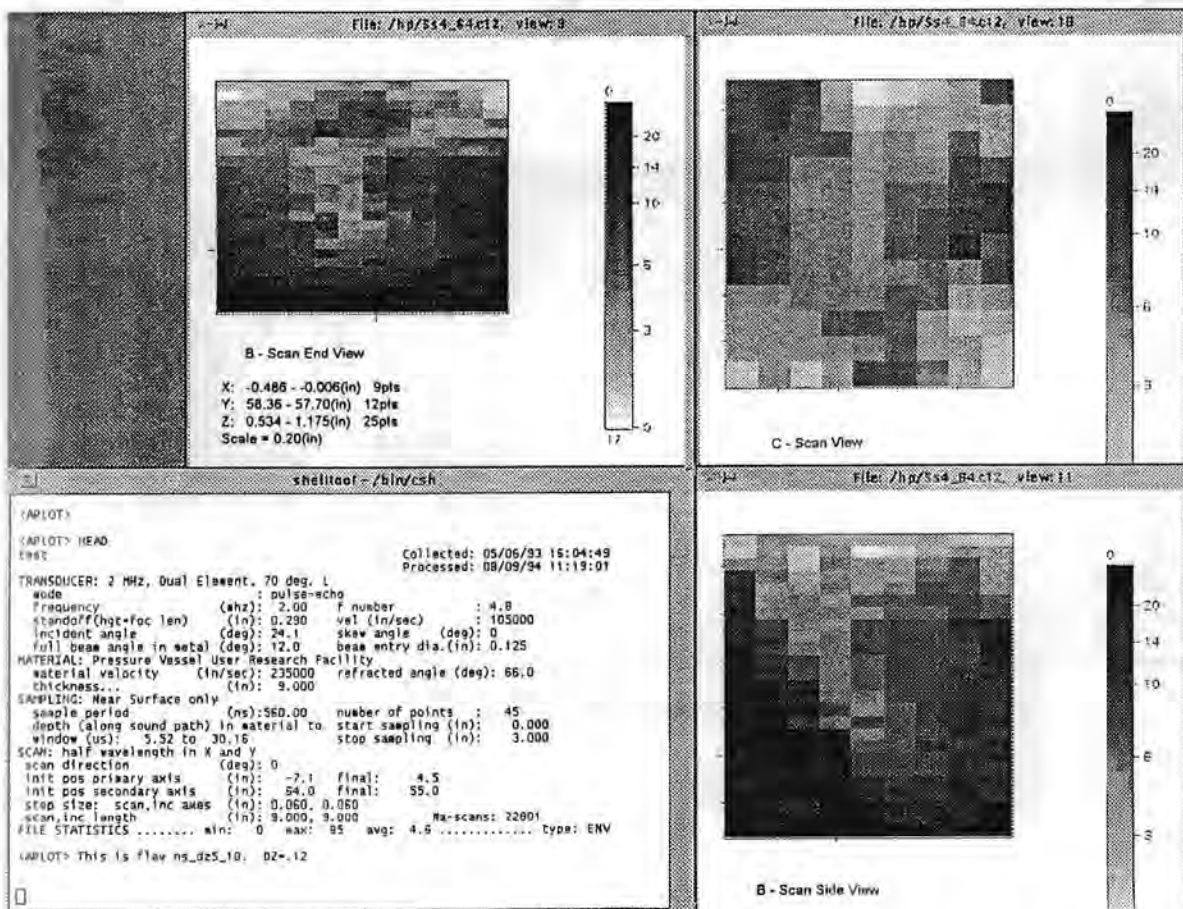 File: /hp/Ss4_84.c12, view: 9
0
20
14
10
5
3
0
17
B - Scan End View
X: -0.486 - -0.006(in) 9pts
Y: 56.36 - 57.70(in) 12pts
Z: 0.534 - 1.175(in) 25pts
Scale = 0.20(in)
File: /hp/Ss4_84.c12, view: 10
0
20
14
10
6
3
C - Scan View
shelltool - /bin/csh
<APLOT>
<APLOT> HEAD
test
Collected: 05/06/93 16:04:49
Processed: 08/09/94 11:19:01
TRANSDUCER: 2 MHz, Dual Element, 70 deg. L
mode : pulse-echo
frequency (mhz): 2.00 f number : 4.8
standoff(hgt+foc len) (in): 0.290 vel (in/sec) : 105000
incident angle (deg): 24.1 skew angle (deg): 0
full beam angle in metal (deg): 12.0 beam entry dia.(in): 0.125
MATERIAL: Pressure Vessel User Research Facility
material velocity (in/sec): 235000 refracted angle (deg): 66.0
thickness... (in): 9.000
SAMPLING: Near Surface only
sample period (ns):560.00 number of points : 45
depth (along sound path) in material to start sampling (in): 0.000
window (us): 5.52 to 30.16 stop sampling (in): 3.000
SCAN: half wavelength in X and Y
scan direction (deg): 0
init pos primary axis (in): -7.1 final: 4.5
init pos secondary axis (in): 54.0 final: 55.0
step size: scan,inc axes (in): 0.060, 0.060
scan,inc length (in): 9.000, 9.000 Na-scans: 22801
FILE STATISTICS ........ min: 0 max: 95 avg: 4.6 ............. type: ENV
<APLOT> This is flaw ns_dz5_10. DZ=.12
File: /hp/Ss4_84.c12, view: 11
0
20
14
10
6
3
B - Scan Side View